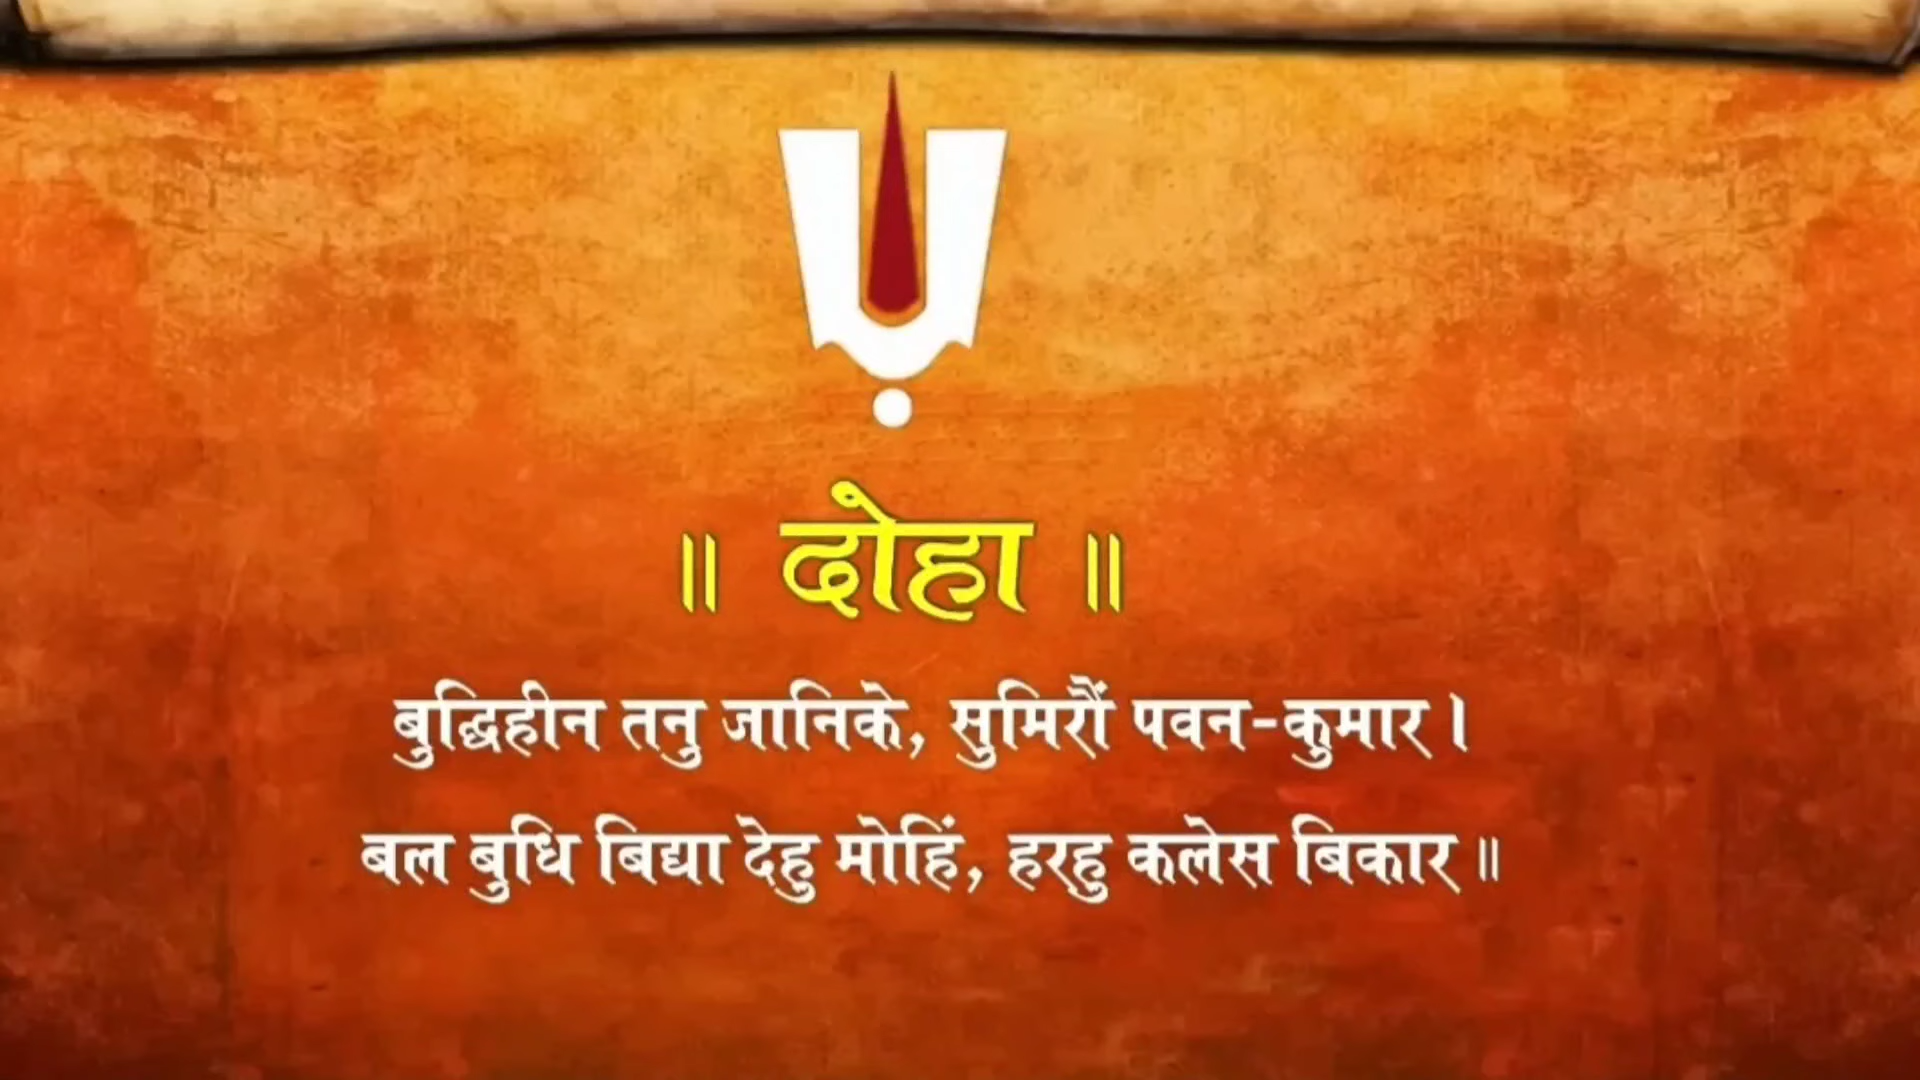 ॥ दोहा ॥
बुद्धिहीन तनु जानिके, सुमिरौं पवन-कुमार।
बल बुधि बिद्या देहु मोहिं, हरहु कलेस बिकार॥